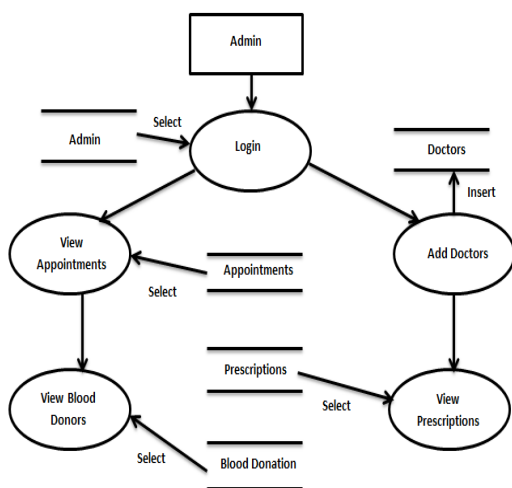 Admin
Select
Admin
Login
Doctors
Insert
View
Appointments
Add Doctors
Appointments
Select
Prescriptions
Select
View Blood
Donors
View
Prescriptions
Select
Blood Donation